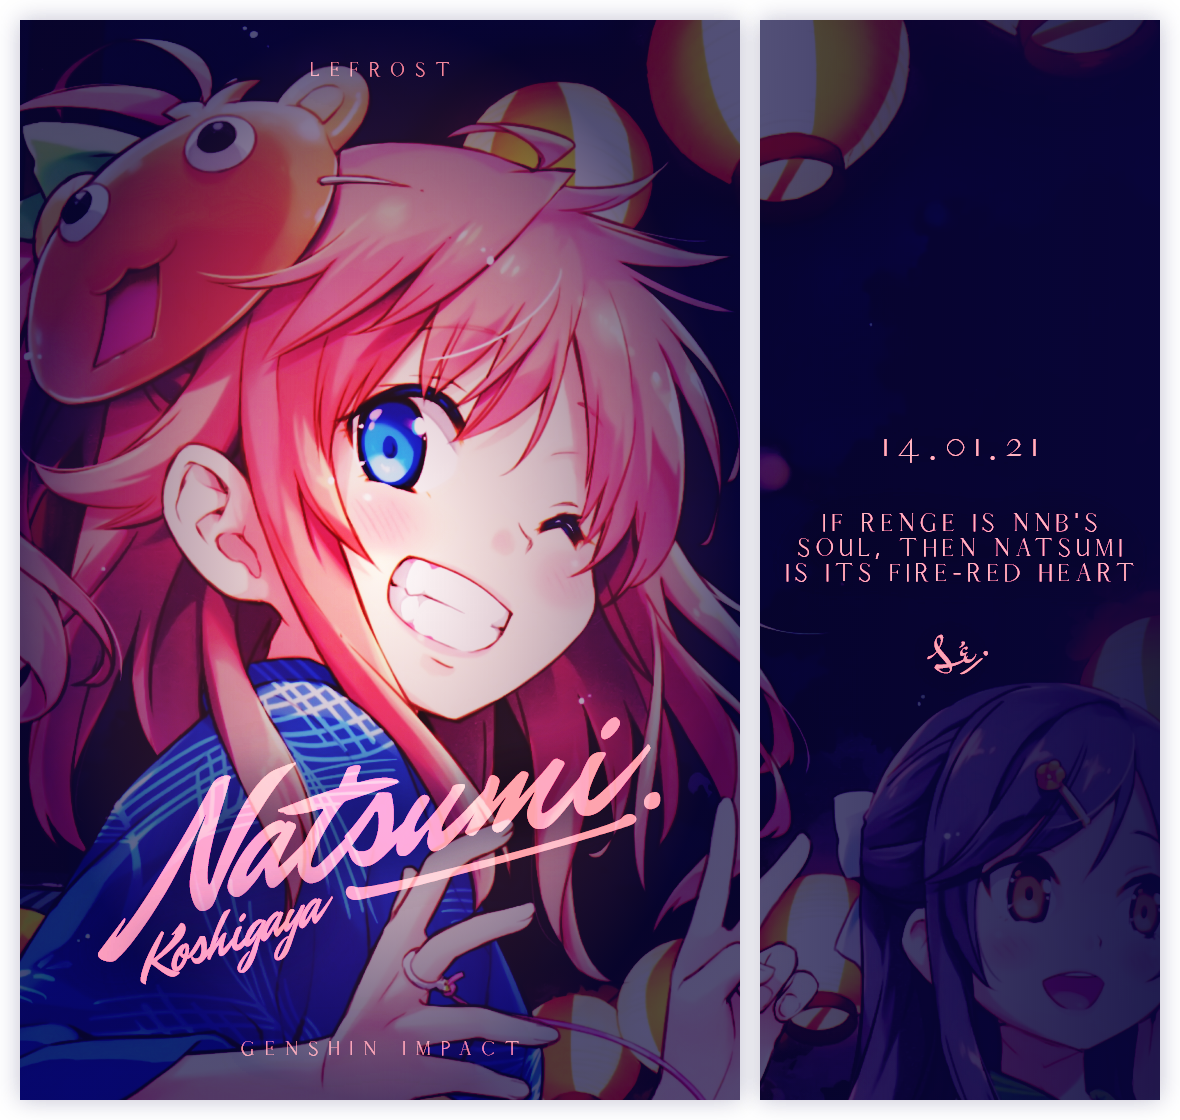 LEFROST
Natsumi.
Koshigaya
GENSHIN IMPACT
14.01.21
IF RENGE IS NNB'S
SOUL, THEN NATSUMI
IS ITS FIRE-RED HEART